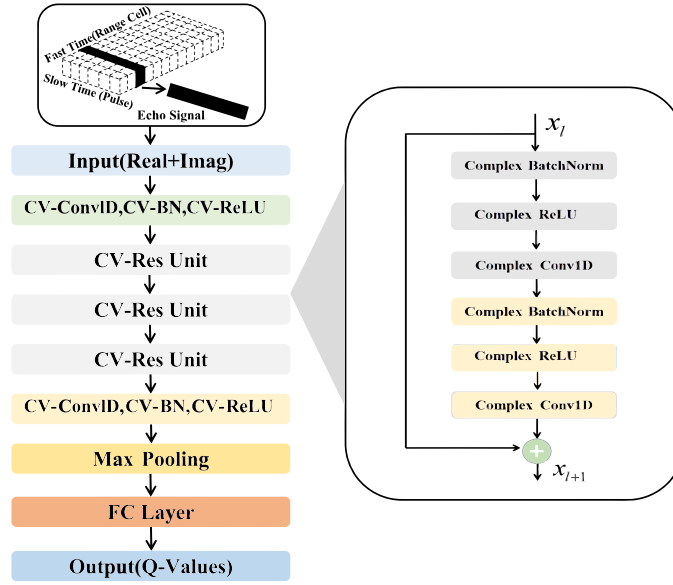 Fast Time(Range Cell)
Slow Time (Pulse)
Echo Signal
Input(Real+Imag)
CV-ConvlD,CV-BN,CV-ReLU
CV-Res Unit
CV-Res Unit
CV-Res Unit
CV-ConvlD,CV-BN,CV-ReLU
Max Pooling
FC Layer
Output(Q-Values)
x_l
Complex BatchNorm
Complex ReLU
Complex Conv1D
Complex BatchNorm
Complex ReLU
Complex Conv1D
+
x_{l+1}